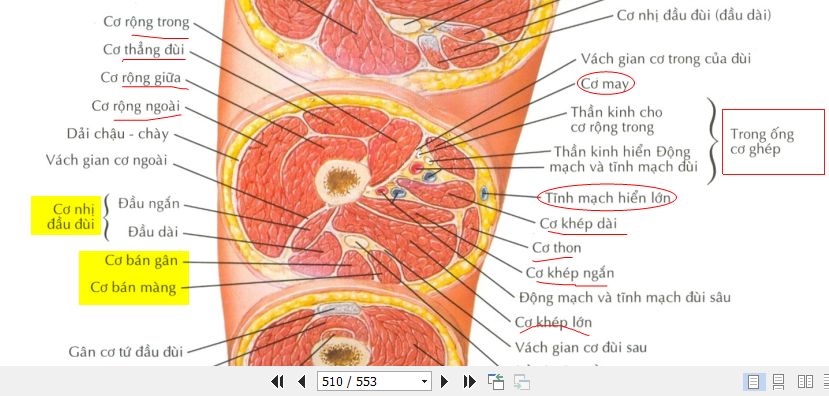 Cơ rộng trong
Cơ thẳng đùi
Cơ rộng giữa
Cơ rộng ngoài
Dải chậu - chày
Vách gian cơ ngoài
Cơ nhị
đầu đùi
Đầu ngắn
Đầu dài
Cơ bán gân
Cơ bán màng
Gân cơ tứ đầu đùi
Cơ nhị đầu đùi (đầu dài)
Vách gian cơ trong của đùi
Cơ may
Thần kinh cho
cơ rộng trong
Thần kinh hiển Động
mạch và tĩnh mạch đùi
Trong ống
cơ ghép
Tĩnh mạch hiển lớn
Cơ khép dài
Cơ thon
Cơ khép ngắn
Động mạch và tĩnh mạch đùi sâu
Cơ khép lớn
Vách gian cơ đùi sau
510 / 553